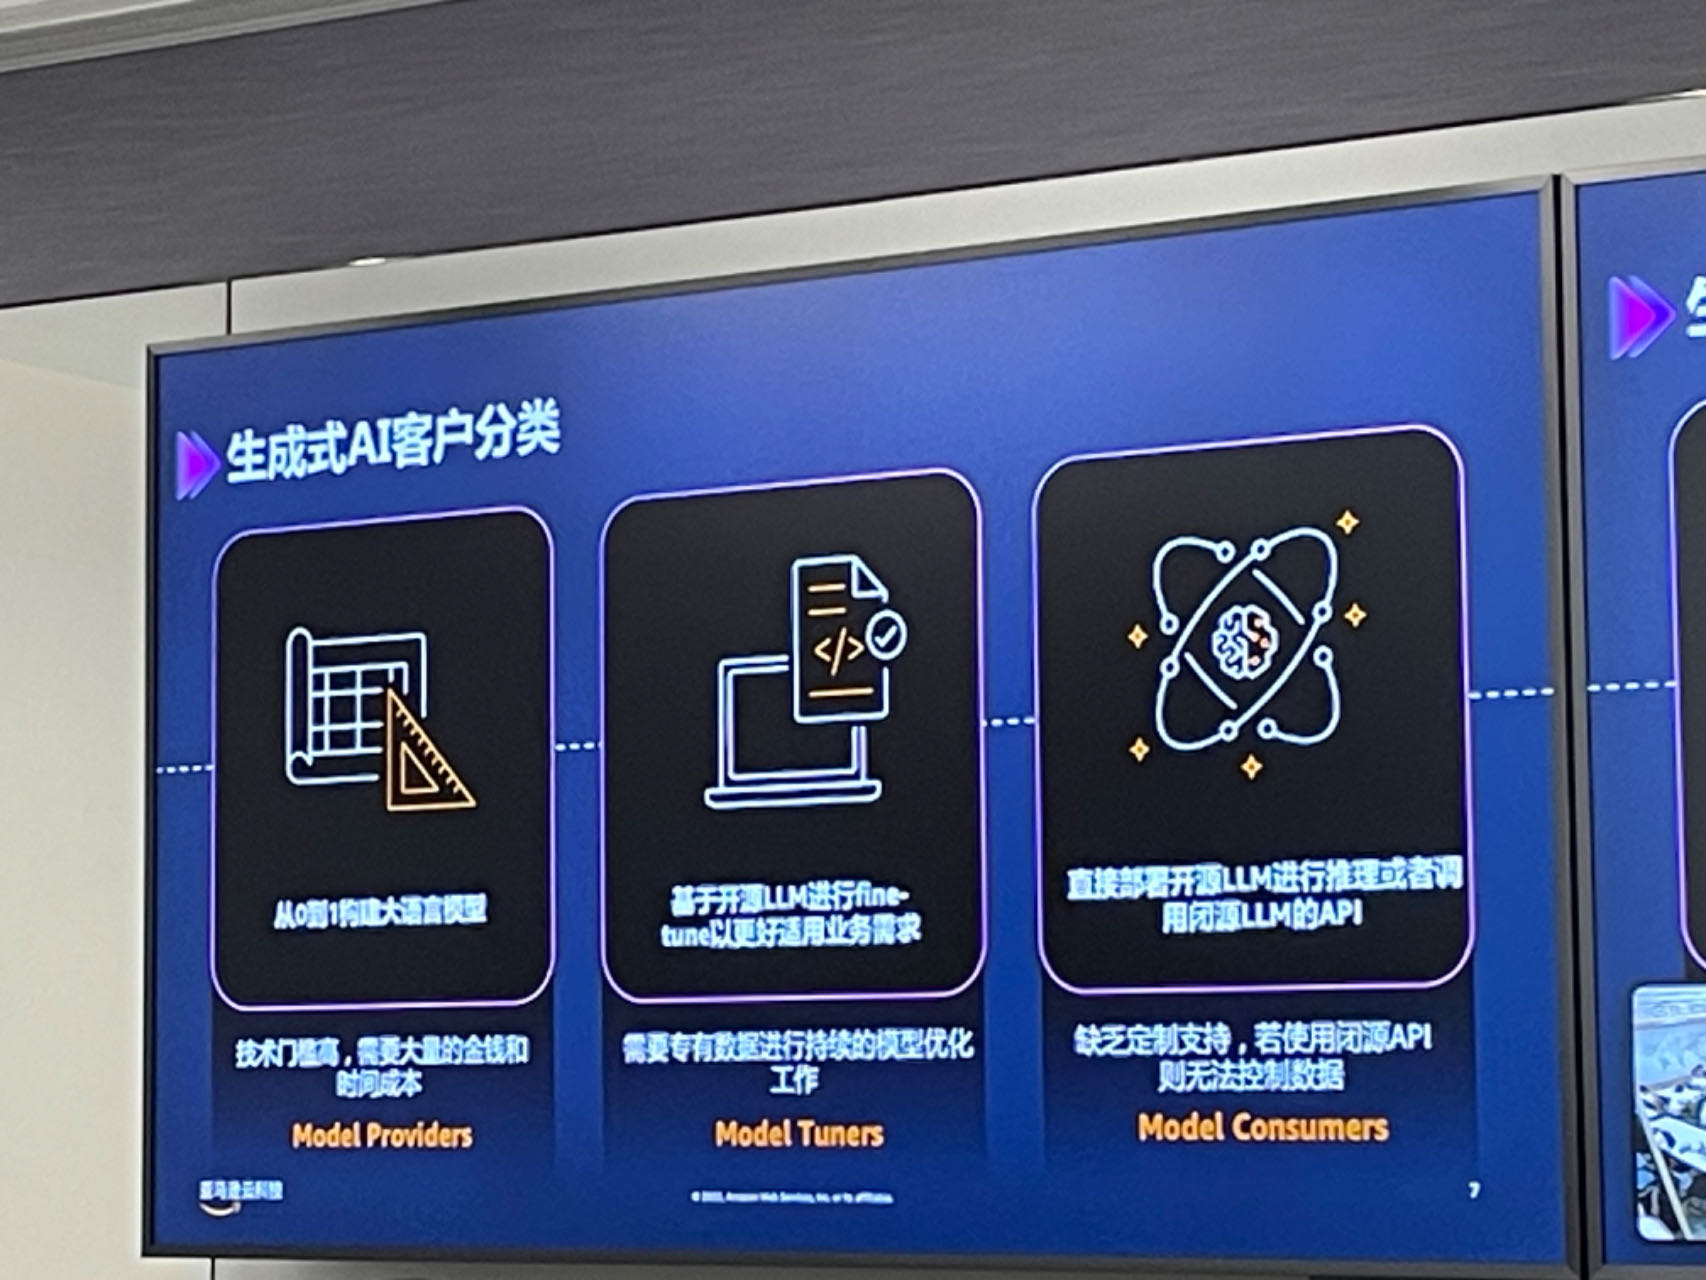 生成式AI客户分类
从0到1构建大语言模型
基于开源LLM进行fine-
tune以更好适用业务需求
直接部署开源LLM进行推理或者调
用闭源LLM的API
技术门槛高，需要大量的金钱和
时间成本
需要专有数据进行持续的模型优化
工作
缺乏定制支持，若使用闭源API
则无法控制数据
Model Providers
Model Tuners
Model Consumers
亚马逊云科技
Amazon Web Services, Inc. or its affiliates.
7